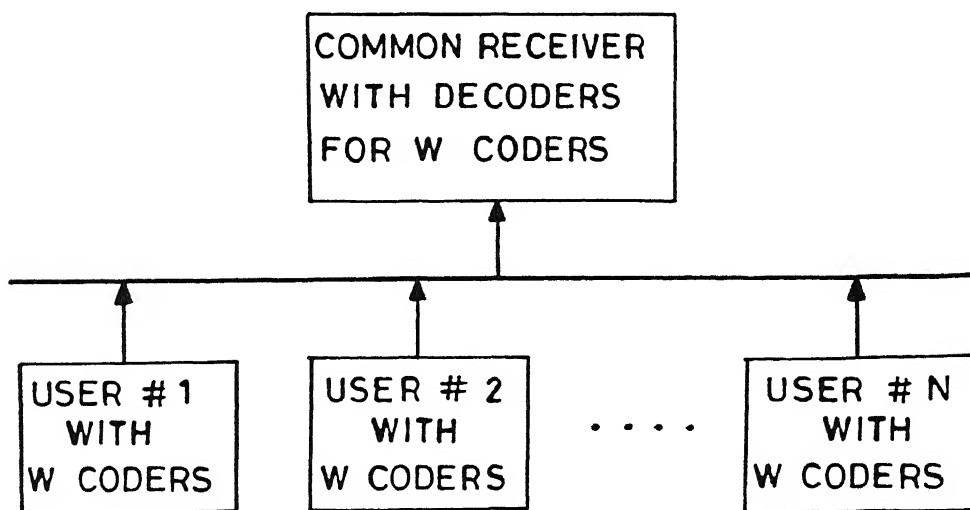 COMMON RECEIVER
WITH DECODERS
FOR W CODERS
USER # 1
WITH
W CODERS
USER # 2
WITH
W CODERS
. . . .
USER # N
WITH
W CODERS